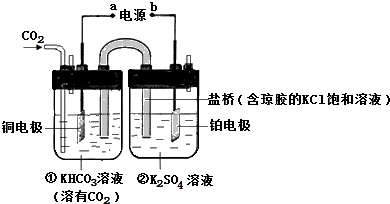 a 电源 b
CO₂
盐桥(含琼胶的KCl饱和溶液)
铜电极
铂电极
①KHCO₃溶液
(溶有CO₂)
②K₂SO₄溶液